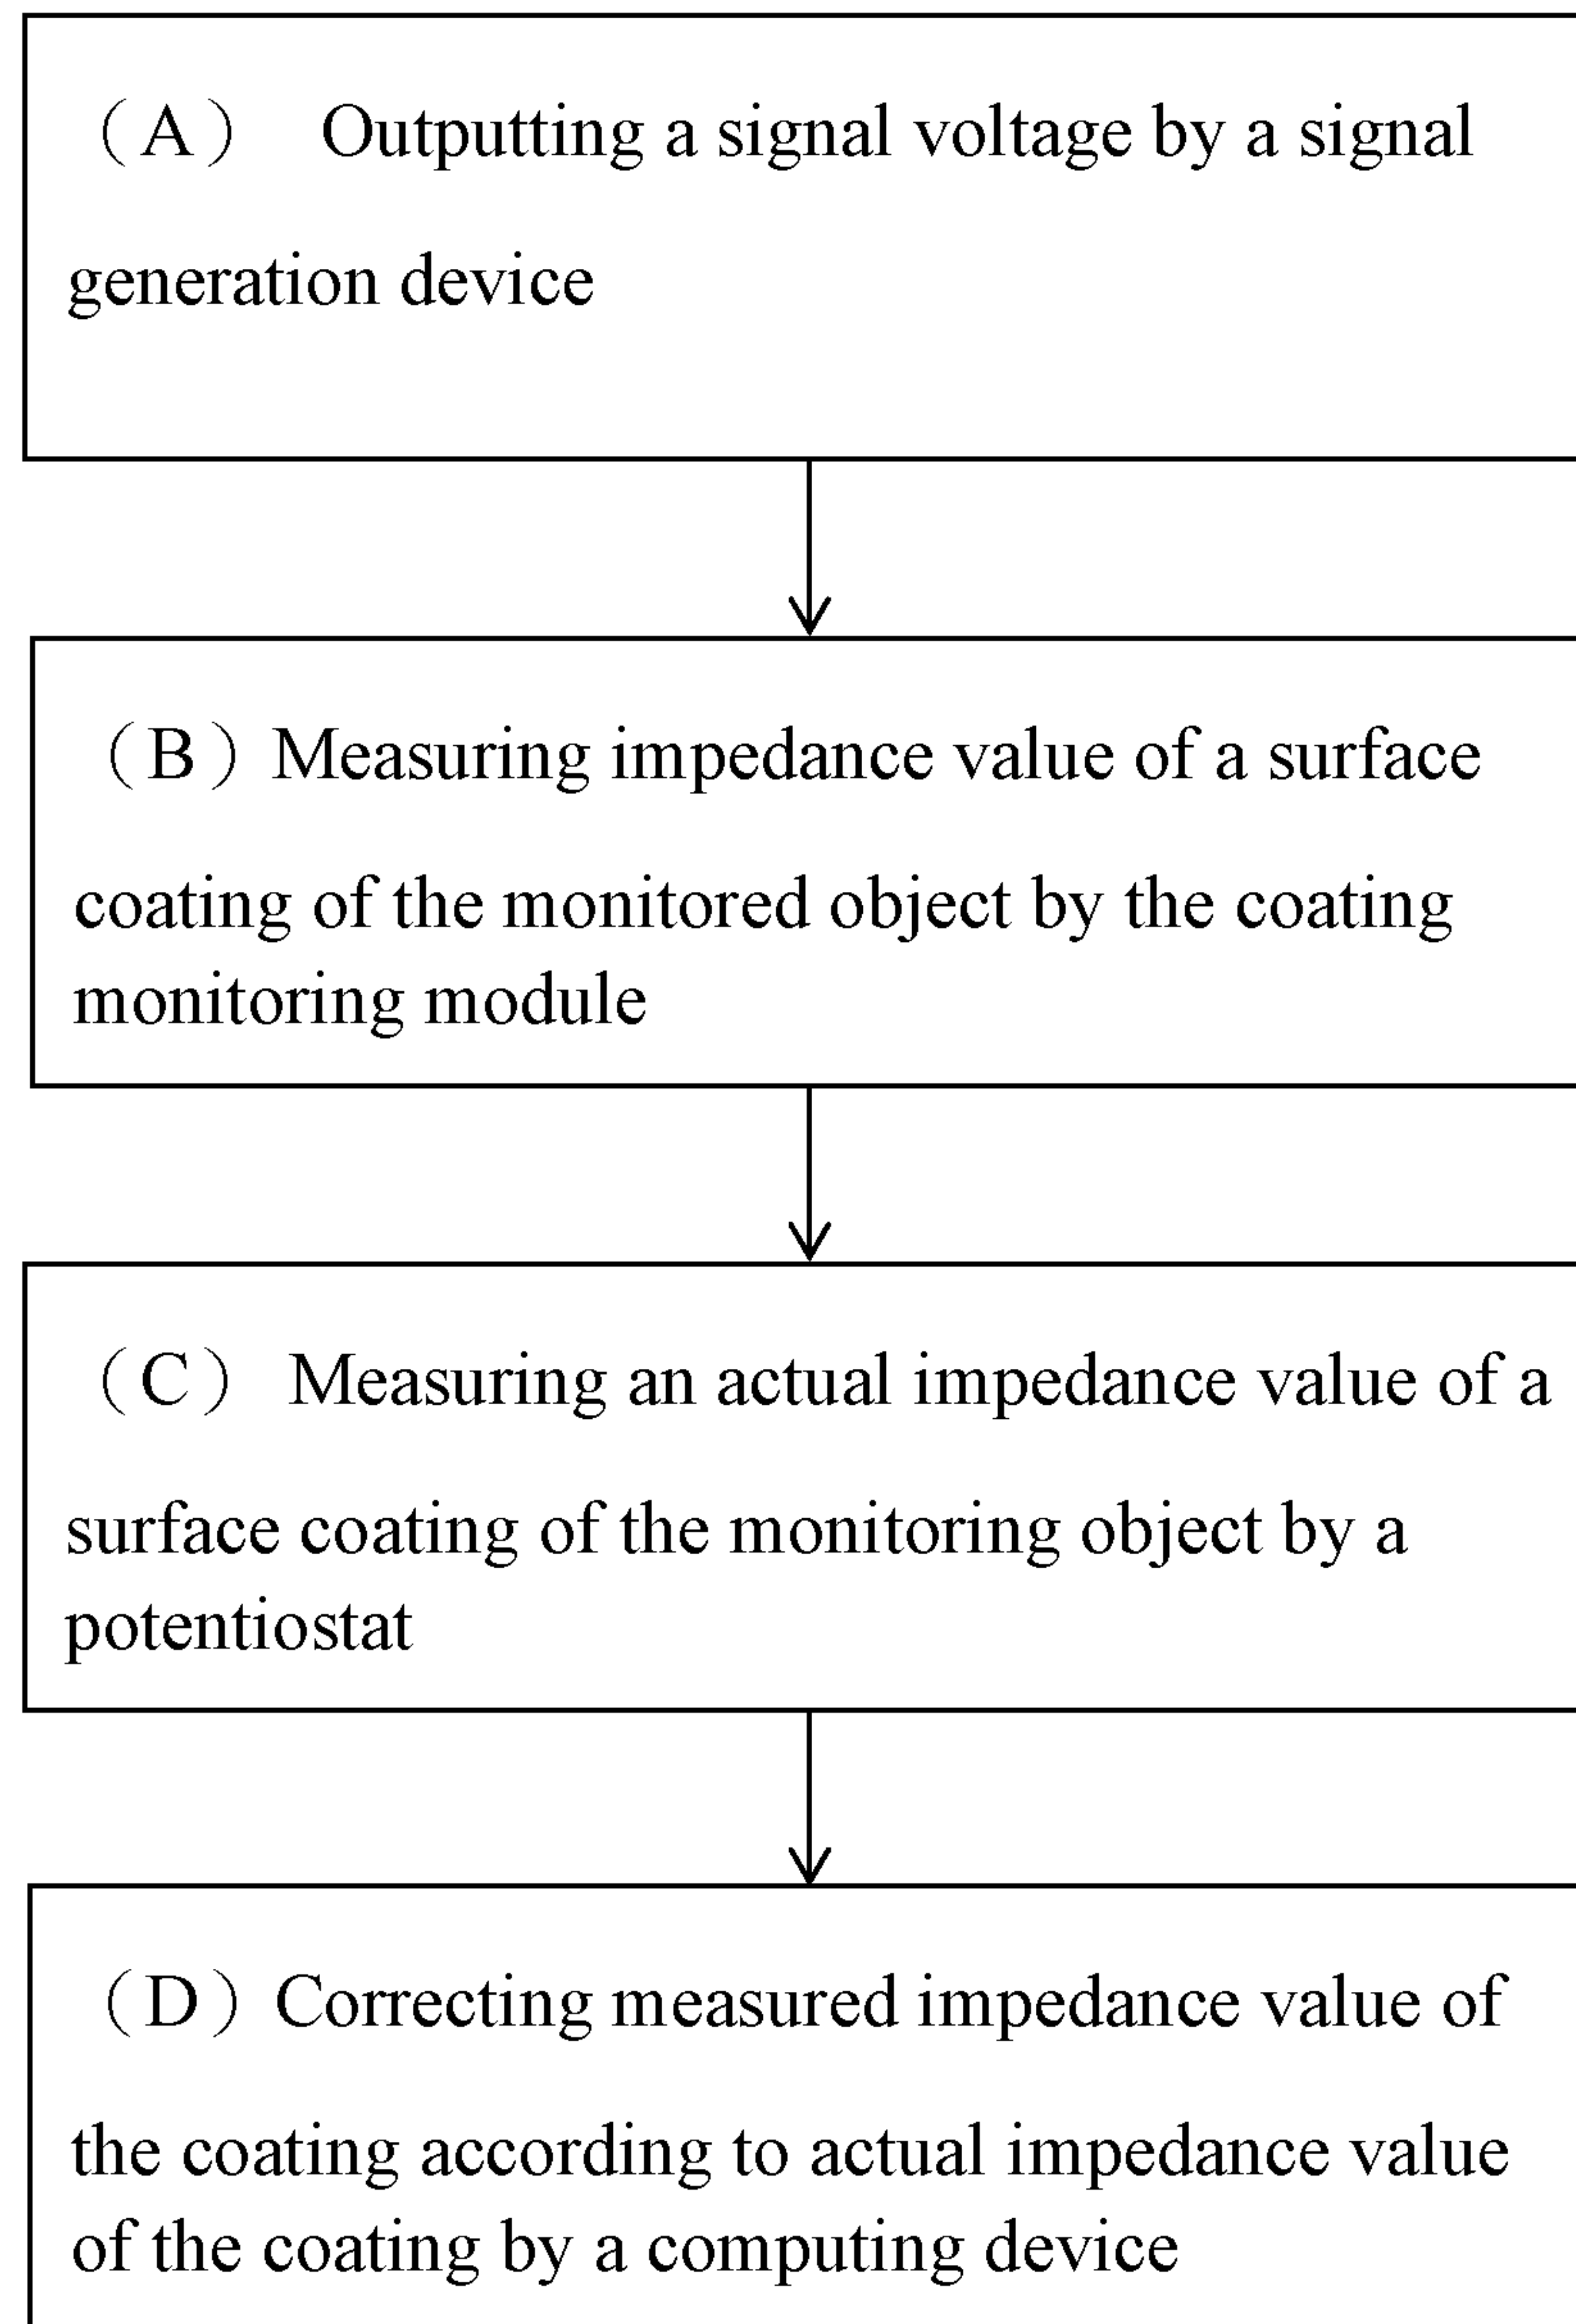 （A） Outputting a signal voltage by a signal
generation device
（B）Measuring impedance value of a surface
coating of the monitored object by the coating
monitoring module
（C） Measuring an actual impedance value of a
surface coating of the monitoring object by a
potentiostat
（D）Correcting measured impedance value of
the coating according to actual impedance value
of the coating by a computing device